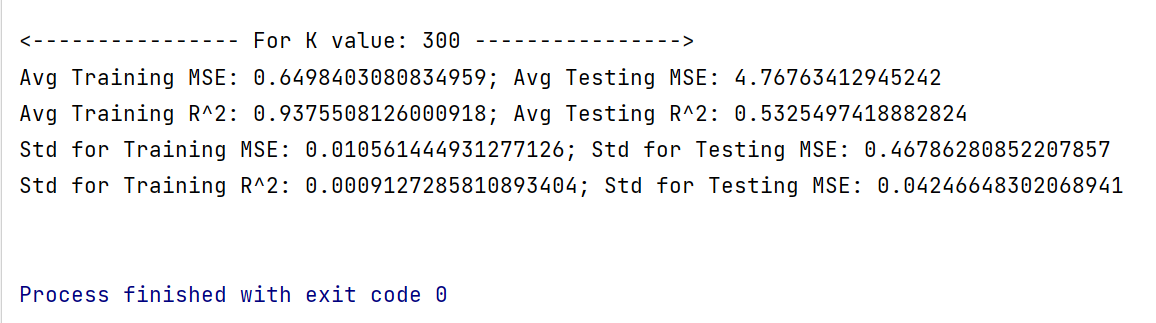 <---------------- For K value: 300 ---------------->
Avg Training MSE: 0.6498403080834959; Avg Testing MSE: 4.76763412945242
Avg Training R^2: 0.9375508126000918; Avg Testing R^2: 0.5325497418882824
Std for Training MSE: 0.010561444931277126; Std for Testing MSE: 0.46786280852207857
Std for Training R^2: 0.0009127285810893404; Std for Testing MSE: 0.04246648302068941
Process finished with exit code 0